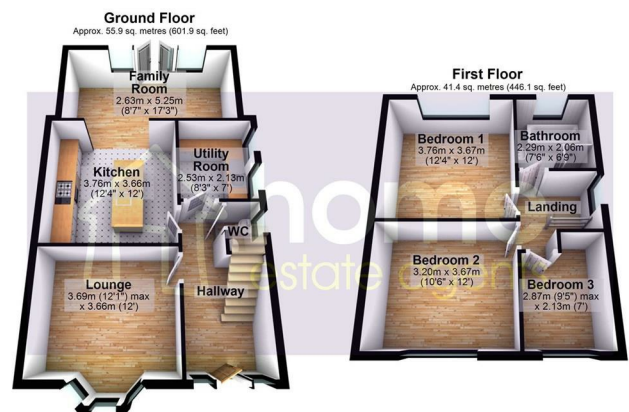 Ground Floor
Approx. 55.9 sq. metres (601.9 sq. feet)
Family
Room
2.63m x 5.25m
(8'7" x 17'3")
Kitchen
3.76m x 3.66m
(12'4" x 12')
Utility
Room
2.53m x 2.13m
(8'3" x 7')
WC
Lounge
3.69m (12'1") max
x 3.66m (12')
Hallway
First Floor
Approx. 41.4 sq. metres (446.1 sq. feet)
Bedroom 1
3.76m x 3.67m
(12'4" x 12')
Bathroom
2.29m x 2.06m
(7'6" x 6'9")
Landing
Bedroom 2
3.20m x 3.67m
(10'6" x 12')
Bedroom 3
2.87m (9'5") max
x 2.13m (7')
home
estate agents